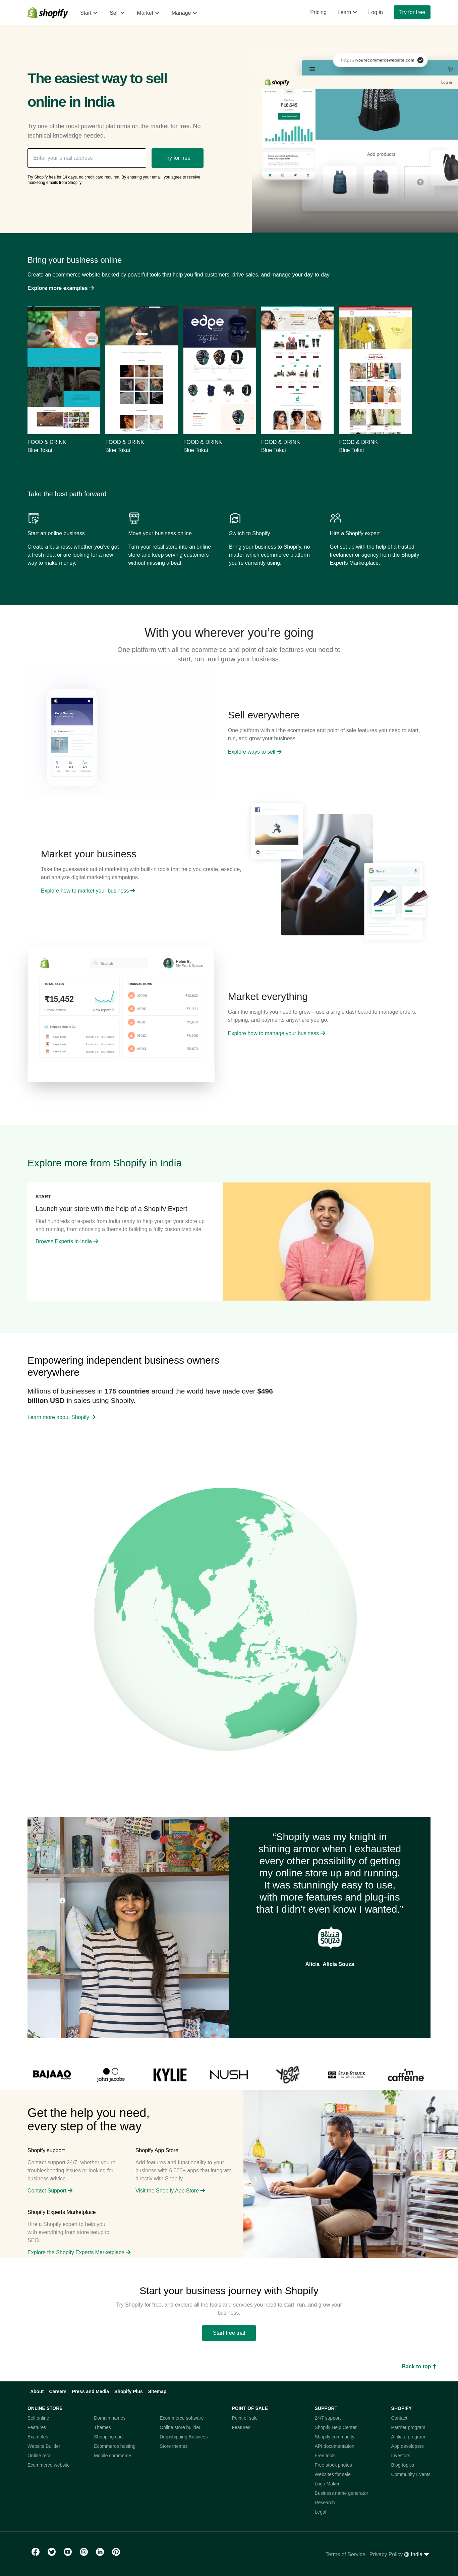 shopify
Start
Sell
Market
Manage
Pricing
Learn
Log in
Try for free
The easiest way to sell
online in India
Try one of the most powerful platforms on the market for free. No
technical knowledge needed.
Enter your email address
Try for free
Try Shopify free for 14 days, no credit card required. By entering your email, you agree to receive
marketing emails from Shopify.
https://yourecommercewebsite.com
shopify
Log in
Add products
Bring your business online
Create an ecommerce website backed by powerful tools that help you find customers, drive sales, and manage your day-to-day.
Explore more examples
edge
FOOD & DRINK
Blue Tokai
FOOD & DRINK
Blue Tokai
FOOD & DRINK
Blue Tokai
FOOD & DRINK
Blue Tokai
FOOD & DRINK
Blue Tokai
Take the best path forward
Start an online business
Create a business, whether you've got
a fresh idea or are looking for a new
way to make money.
Move your business online
Turn your retail store into an online
store and keep serving customers
without missing a beat.
Switch to Shopify
Bring your business to Shopify, no
matter which ecommerce platform
you're currently using.
Hire a Shopify expert
Get set up with the help of a trusted
freelancer or agency from the Shopify
Experts Marketplace.
With you wherever you're going
One platform with all the ecommerce and point of sale features you need to
start, run, and grow your business.
Sell everywhere
One platform with all the ecommerce and point of sale features you need to start,
run, and grow your business.
Explore ways to sell
Market your business
Take the guesswork out of marketing with built-in tools that help you create, execute,
and analyze digital marketing campaigns.
Explore how to market your business
Search
Helen B.
My Mark Space
TOTAL SALES
₹15,452
View report
TRANSACTIONS
Market everything
Gain the insights you need to grow—use a single dashboard to manage orders,
shipping, and payments anywhere you go.
Explore how to manage your business
Explore more from Shopify in India
START
Launch your store with the help of a Shopify Expert
Find hundreds of experts from India ready to help you get your store up
and running, from choosing a theme to building a fully customized site.
Browse Experts in India
Empowering independent business owners
everywhere
Millions of businesses in 175 countries around the world have made over $496
billion USD in sales using Shopify.
Learn more about Shopify
“Shopify was my knight in
shining armor when I exhausted
every other possibility of getting
my online store up and running.
It was stunningly easy to use,
with more features and plug-ins
that I didn’t even know I wanted.”
alicia
souza
Alicia | Alicia Souza
BAJAAO
john jacobs
KYLIE
NUSH
Yoga
Bar
STAR STRUCK
m
caffeine
Get the help you need,
every step of the way
Shopify support
Contact support 24/7, whether you're
troubleshooting issues or looking for
business advice.
Contact Support
Shopify App Store
Add features and functionality to your
business with 6,000+ apps that integrate
directly with Shopify.
Visit the Shopify App Store
Shopify Experts Marketplace
Hire a Shopify expert to help you
with everything from store setup to
SEO.
Explore the Shopify Experts Marketplace
Start your business journey with Shopify
Try Shopify for free, and explore all the tools and services you need to start, run, and grow your
business.
Start free trial
Back to top
About
Careers
Press and Media
Shopify Plus
Sitemap
ONLINE STORE
Sell online
Features
Examples
Website Builder
Online retail
Ecommerce website
Domain names
Themes
Shopping cart
Ecommerce hosting
Mobile commerce
Ecommerce software
Online store builder
Dropshipping Business
Store themes
POINT OF SALE
Point of sale
Features
SUPPORT
24/7 support
Shopify Help Center
Shopify community
API documentation
Free tools
Free stock photos
Websites for sale
Logo Maker
Business name generator
Research
Legal
SHOPIFY
Contact
Partner program
Affiliate program
App developers
Investors
Blog topics
Community Events
Terms of Service
Privacy Policy
India